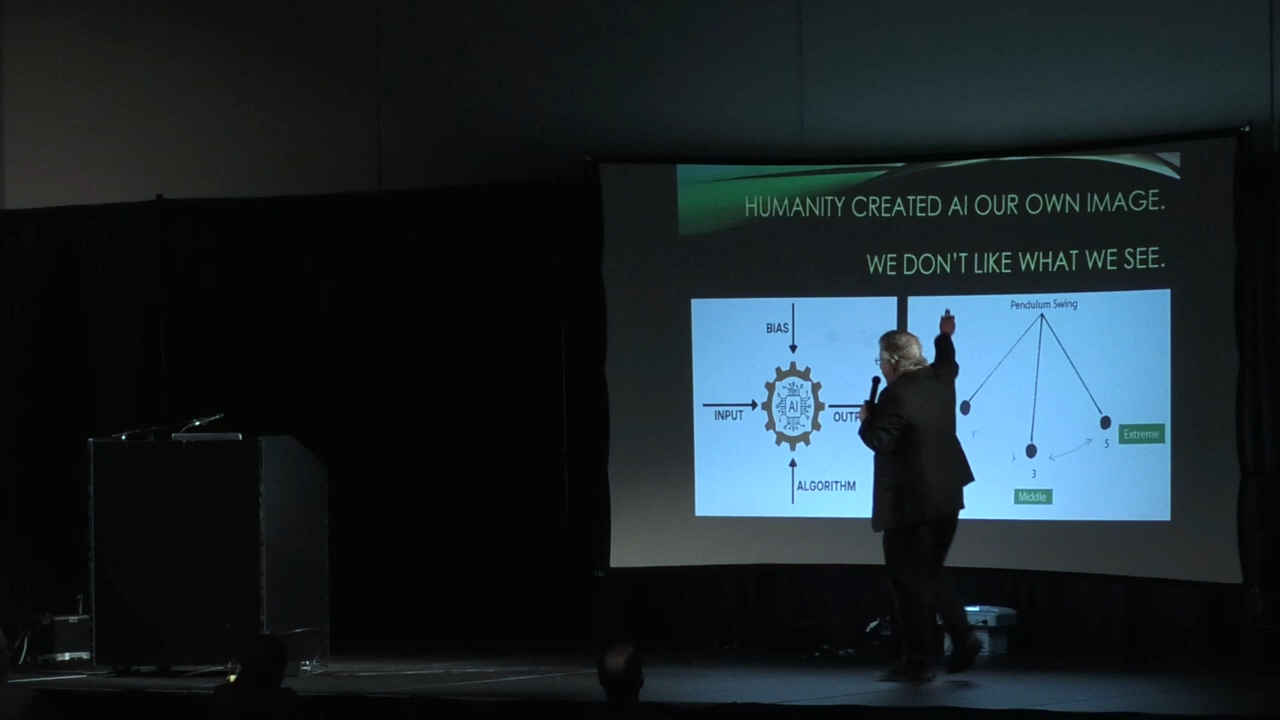 HUMANITY CREATED AI OUR OWN IMAGE.
WE DON'T LIKE WHAT WE SEE.
BIAS
INPUT
AI
ALGORITHM
Pendulum Swing
5
Extreme
3
Middle